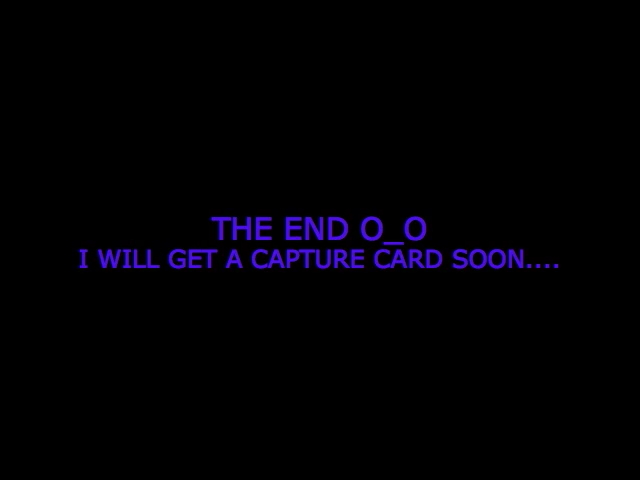 THE END O_O
I WILL GET A CAPTURE CARD SOON....